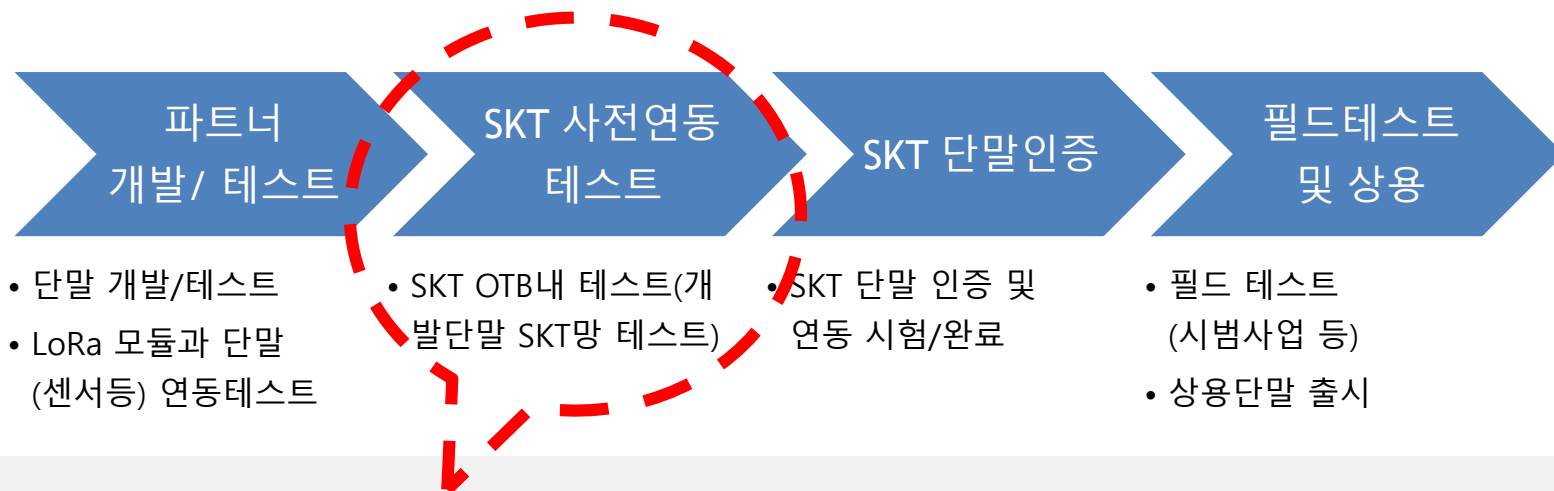 파트너
개발/ 테스트
SKT 사전연동
테스트
SKT 단말인증
필드테스트
및 상용
• 단말 개발/테스트
• LoRa 모듈과 단말
(센서등) 연동테스트
• SKT OTB내 테스트(개
발단말 SKT망 테스트)
• SKT 단말 인증 및
연동 시험/완료
• 필드 테스트
(시범사업 등)
• 상용단말 출시